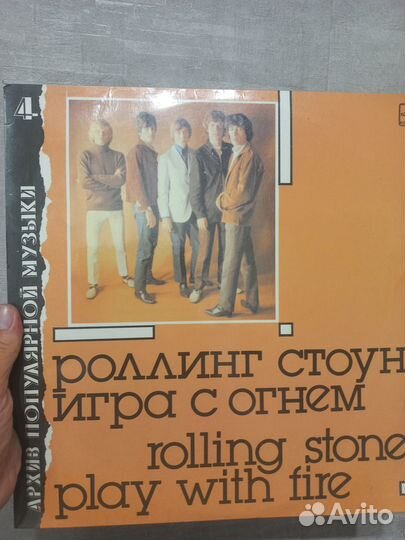 4
АРХИВ ПОПУЛЯРНОЙ МУЗЫКИ
РОЛЛИНГ СТОУН
ИГРА С ОГНЕМ
rolling stone
play with fire
Avito